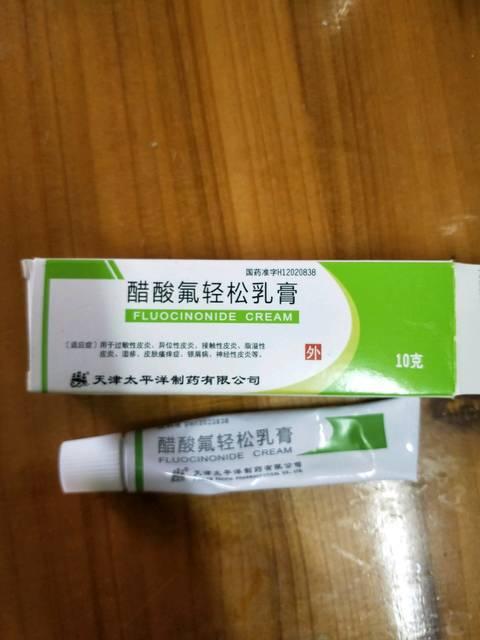 国药准字H12020838
醋酸氟轻松乳膏
FLUOCINONIDE CREAM
〔适应症〕用于过敏性皮炎、异位性皮炎、接触性皮炎、脂溢性
皮炎、湿疹、皮肤瘙痒症、银屑病、神经性皮炎等。
外
10克
天津太平洋制药有限公司
醋酸氟轻松乳膏
FLUOCINONIDE CREAM
天津太平洋制药有限公司